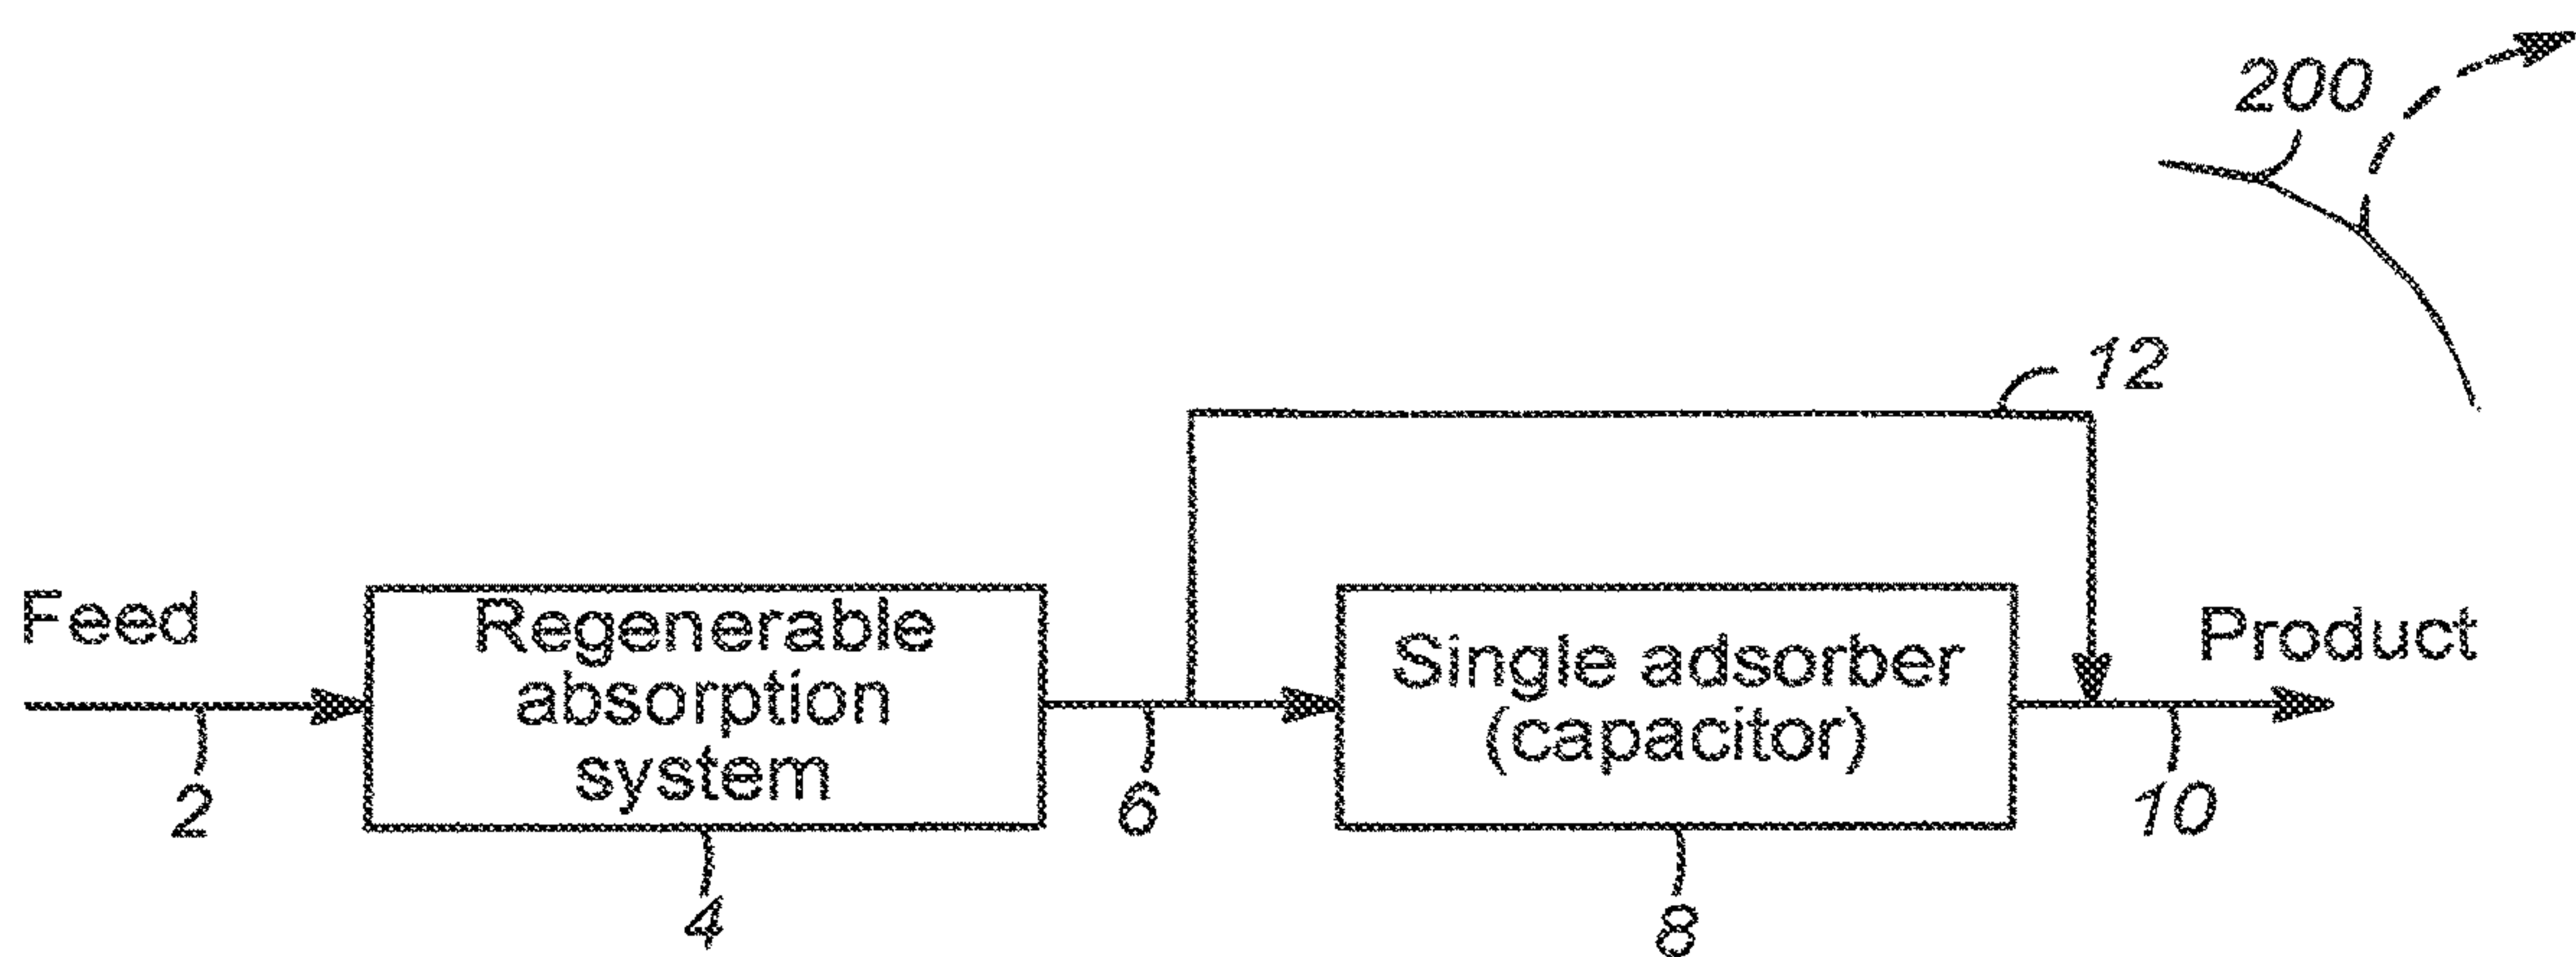 200
12
Feed
Regenerable
absorption
system
Single adsorber
(capacitor)
Product
2
6
10
4
8